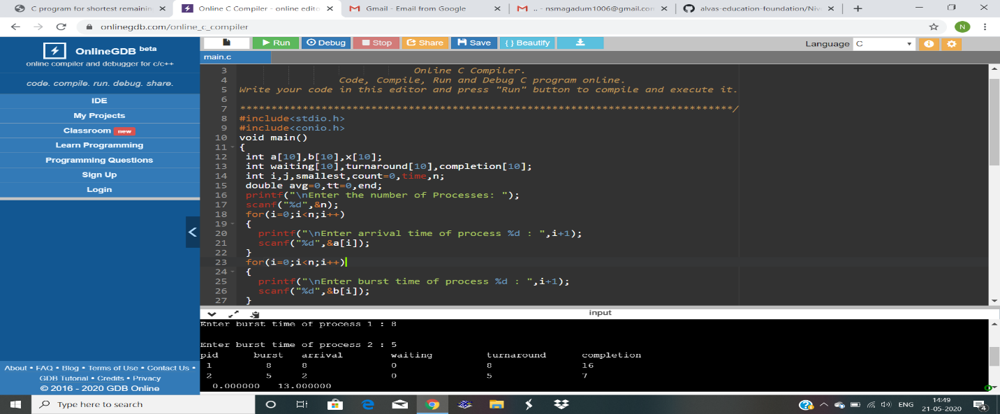 C program for shortest remainin
Online C Compiler - online edito
Gmail - Email from Google
.. - nsmagadum1006@gmail.con
alvas-education-foundation/Niv
onlinegdb.com/online_c_compiler
N
OnlineGDB beta
online compiler and debugger for c/c++
code. compile. run. debug. share.
IDE
My Projects
Classroom new
Learn Programming
Programming Questions
Sign Up
Login
About • FAQ • Blog • Terms of Use • Contact Us •
GDB Tutorial • Credits • Privacy
© 2016 - 2020 GDB Online
Run Debug Stop Share Save { } Beautify
Language C
main.c
3 Online C Compiler.
4 Code, Compile, Run and Debug C program online.
5 Write your code in this editor and press "Run" button to compile and execute it.
6
7 *******************************************************************************/
8 #include<stdio.h>
9 #include<conio.h>
10 void main()
11 {
12 int a[10],b[10],x[10];
13 int waiting[10],turnaround[10],completion[10];
14 int i,j,smallest,count=0,time,n;
15 double avg=0,tt=0,end;
16 printf("\nEnter the number of Processes: ");
17 scanf("%d",&n);
18 for(i=0;i<n;i++)
19 {
20 printf("\nEnter arrival time of process %d : ",i+1);
21 scanf("%d",&a[i]);
22 }
23 for(i=0;i<n;i++)
24 {
25 printf("\nEnter burst time of process %d : ",i+1);
26 scanf("%d",&b[i]);
27 }
input
Enter burst time of process 1 : 8
Enter burst time of process 2 : 5
pid burst arrival waiting turnaround completion
1 8 8 0 8 16
2 5 2 0 5 7
0.000000 13.000000
Type here to search
ENG
14:49
21-05-2020
4